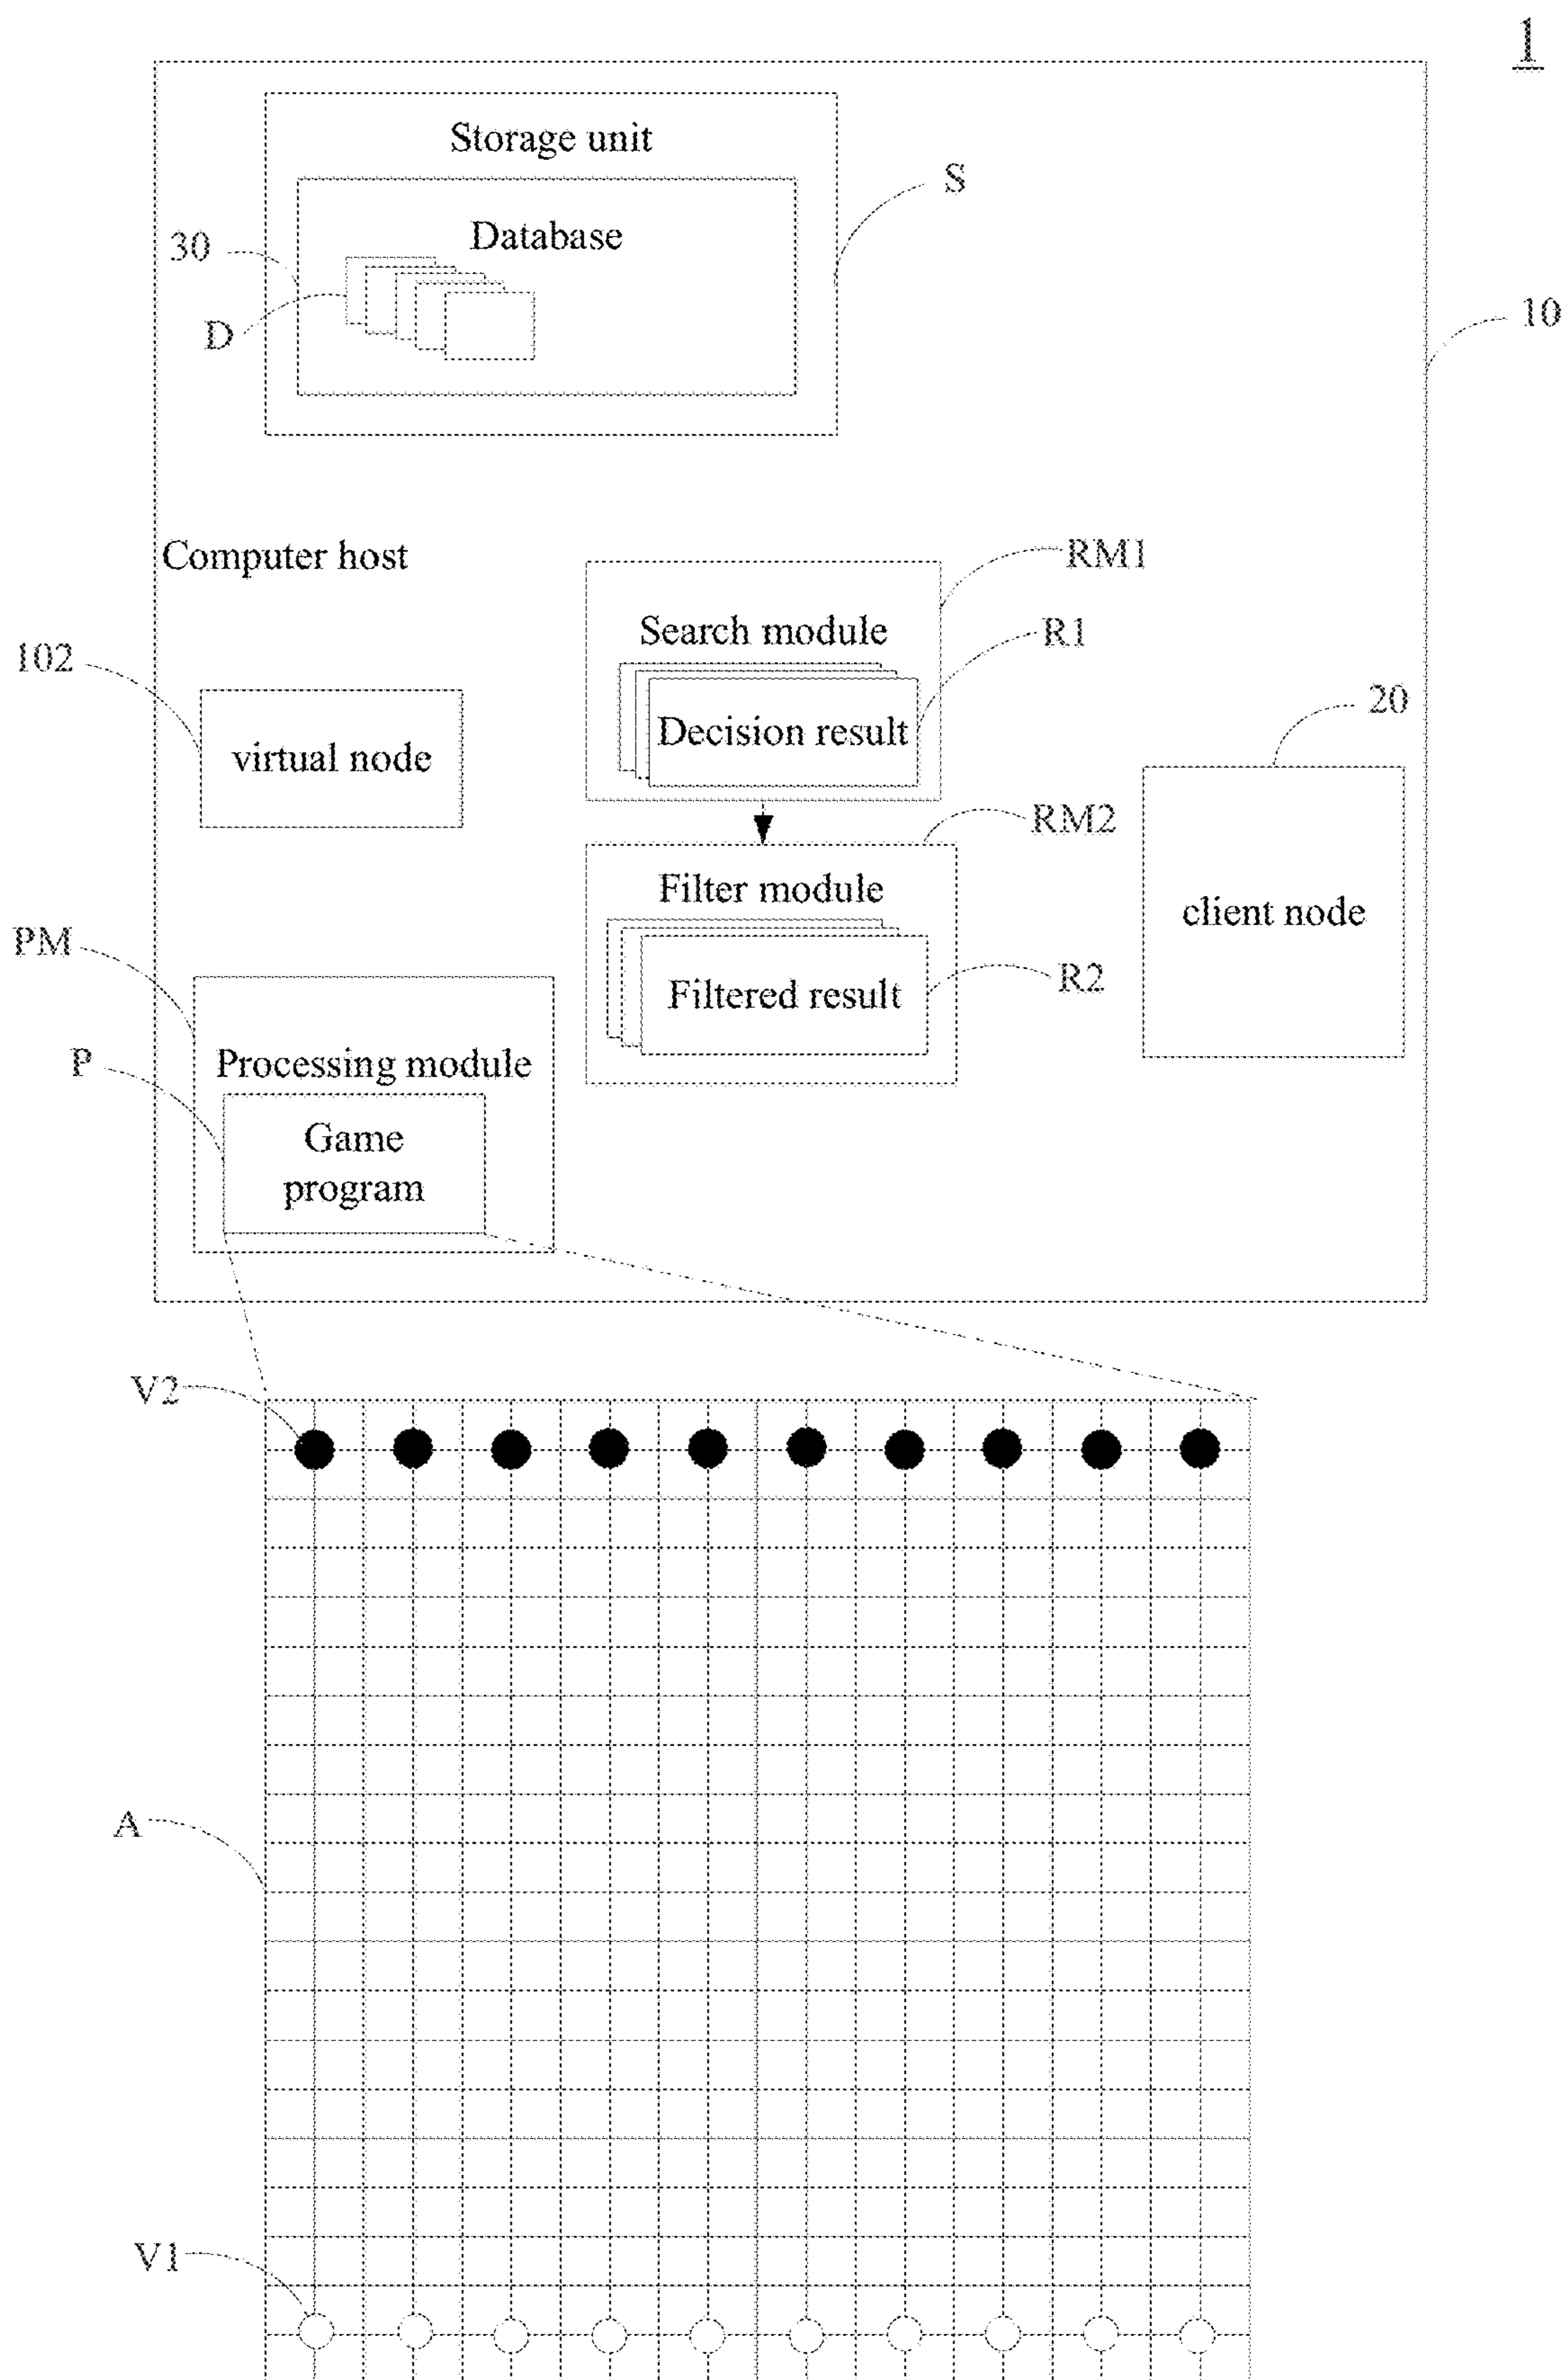 1
Storage unit
S
Database
30
D
10
Computer host
RM1
Search module
R1
102
Decision result
20
virtual node
RM2
Filter module
client node
PM
R2
Filtered result
Processing module
P
Game
program
V2
A
V1